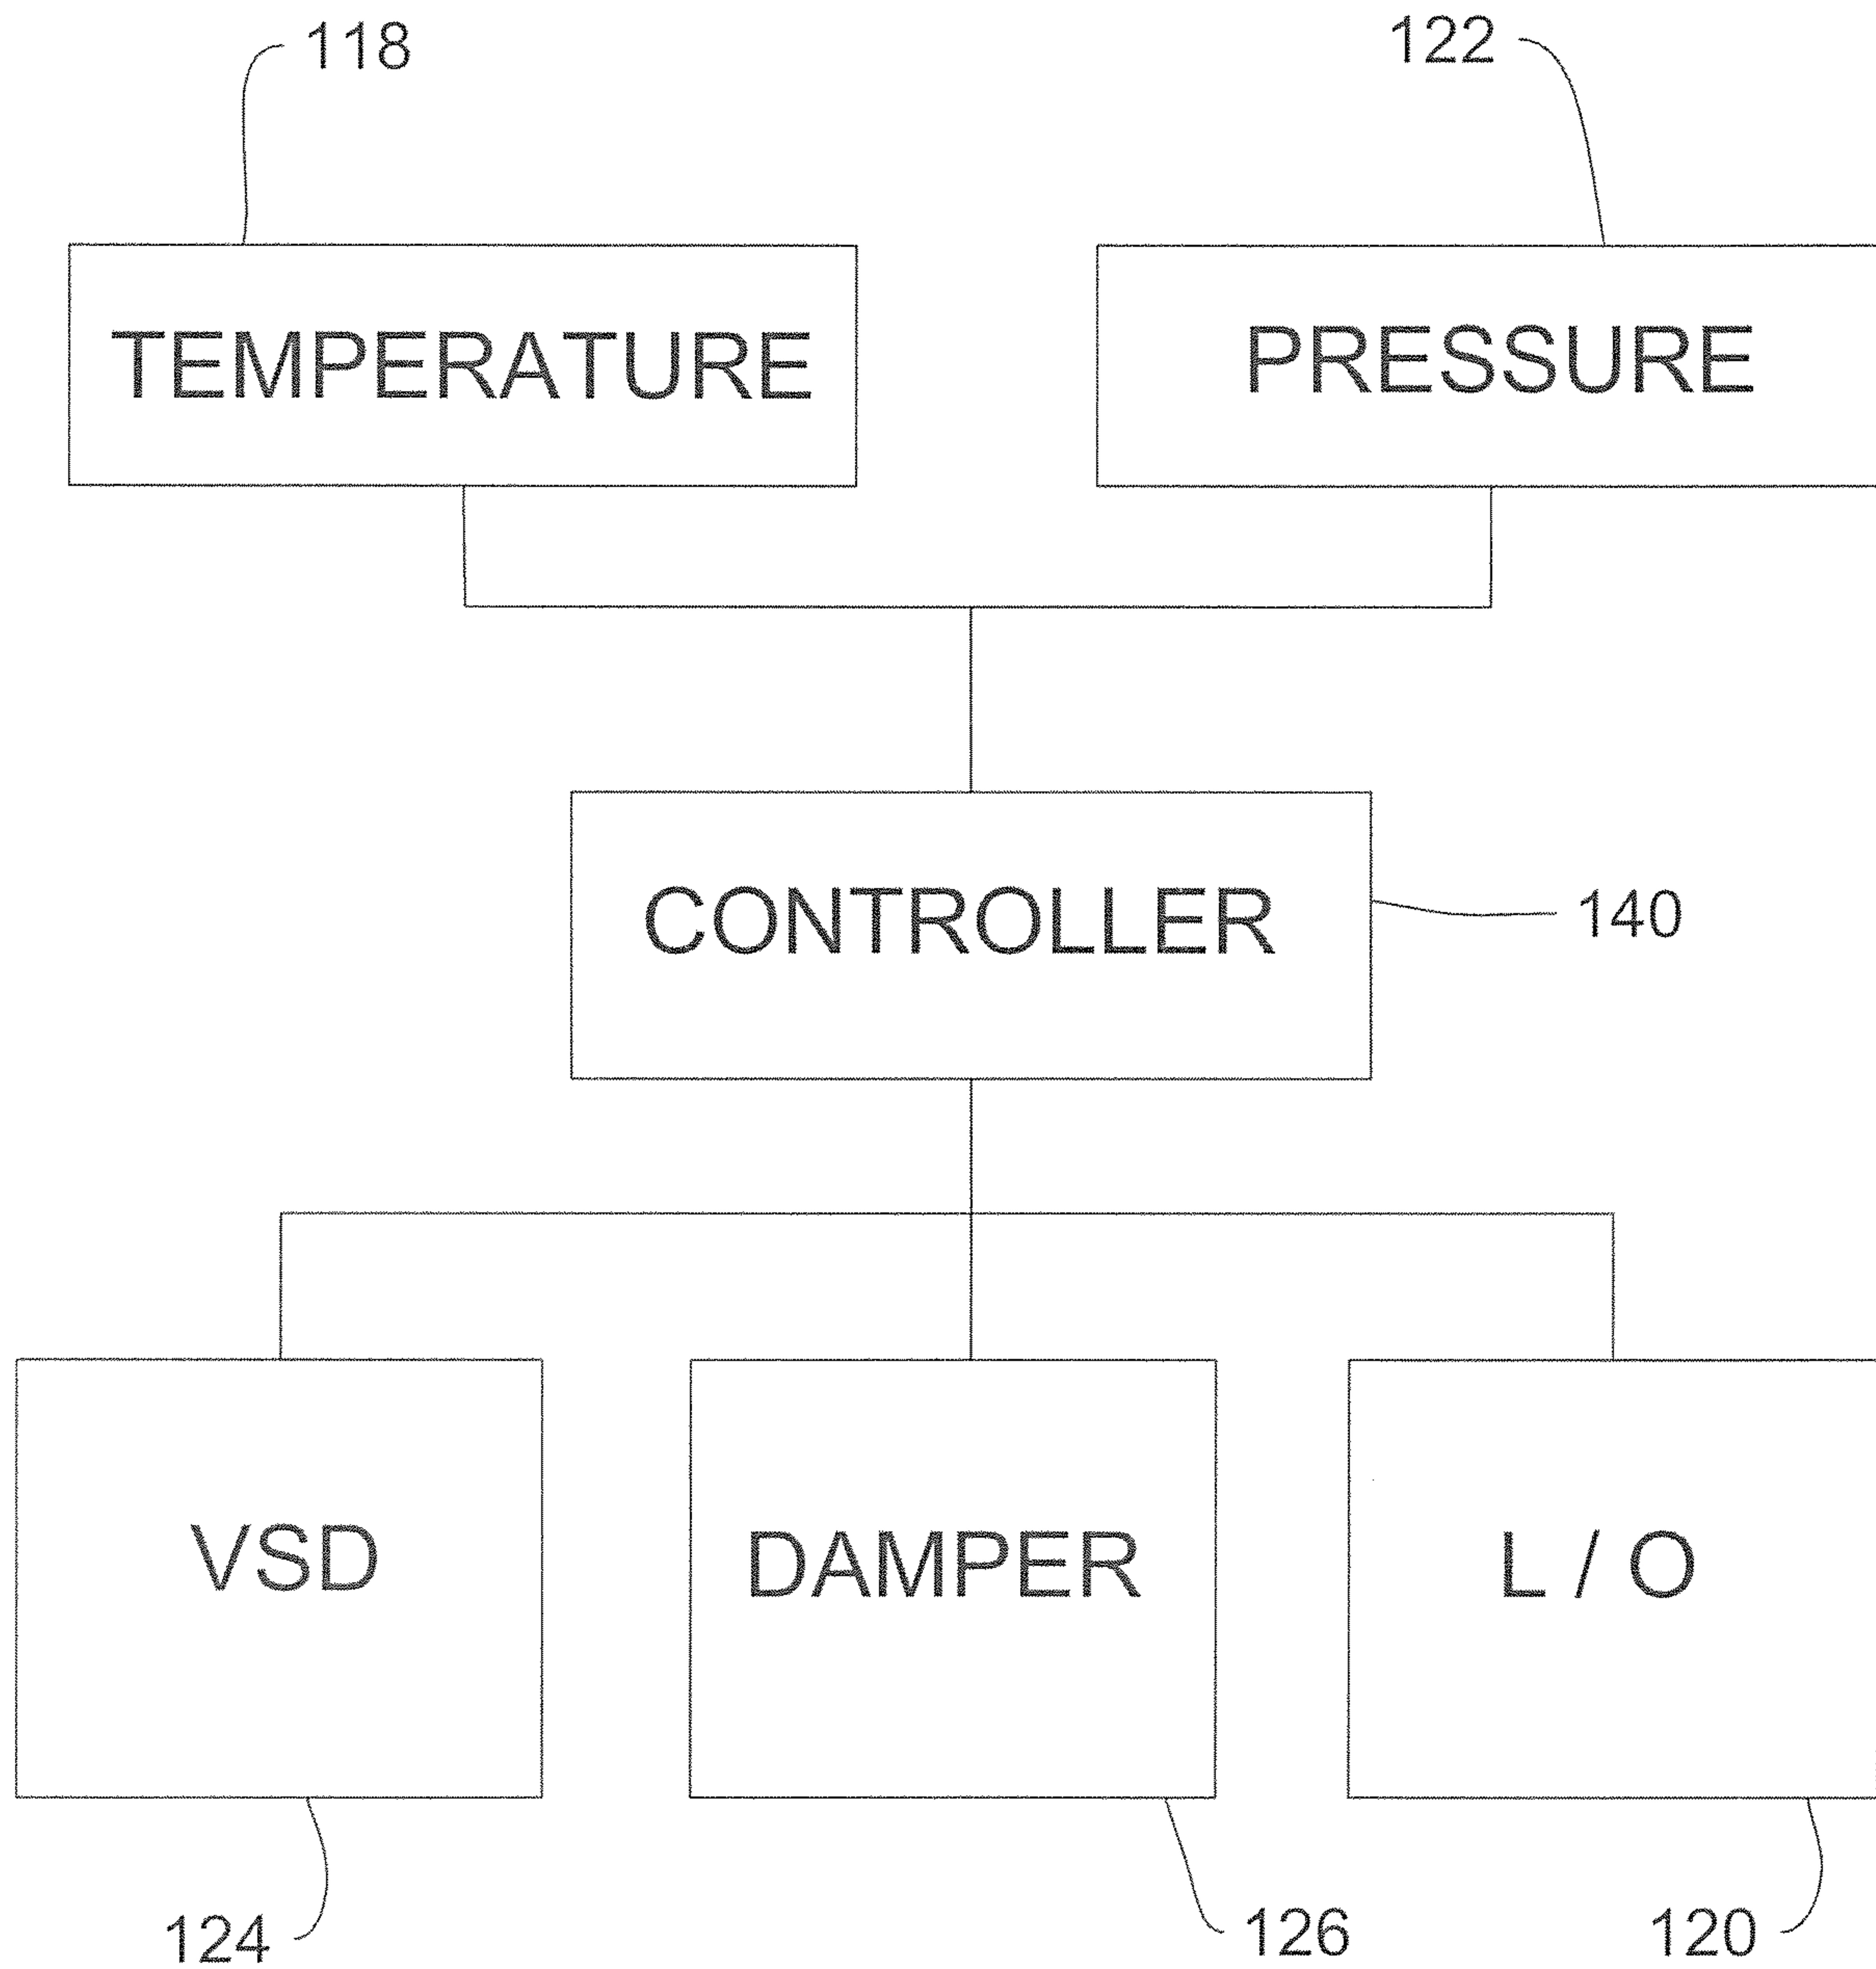 118
122
TEMPERATURE
PRESSURE
CONTROLLER
140
VSD
DAMPER
L / O
124
126
120